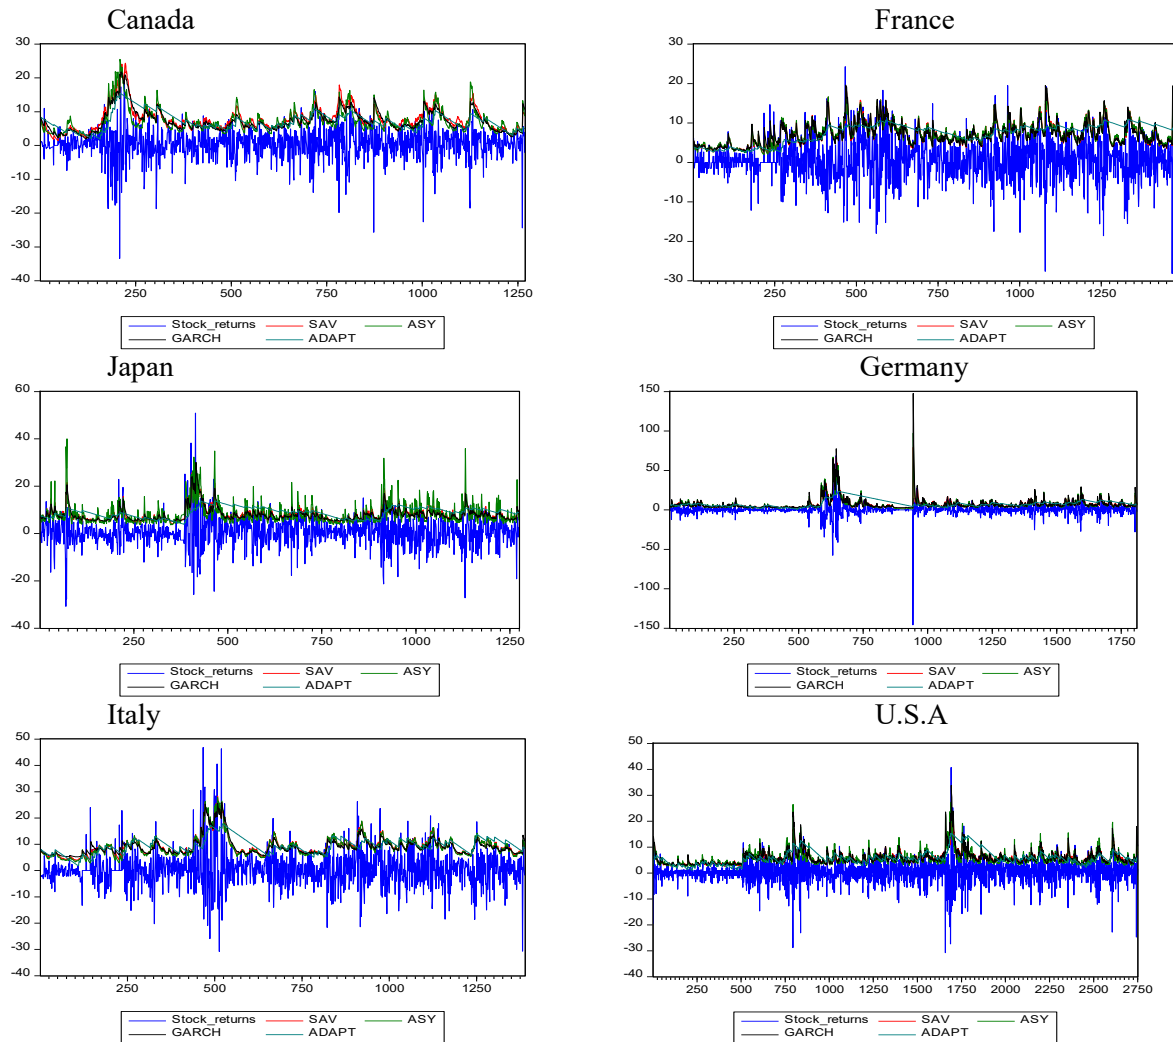 Canada
30
20
10
0
-10
-20
-30
-40
250 500 750 1000 1250
Stock_returns SAV ASY
GARCH ADAPT
France
30
20
10
0
-10
-20
-30
250 500 750 1000 1250
Stock_returns SAV ASY
GARCH ADAPT
Japan
60
40
20
0
-20
-40
250 500 750 1000 1250
Stock_returns SAV ASY
GARCH ADAPT
Germany
150
100
50
0
-50
-100
-150
250 500 750 1000 1250 1500 1750
Stock_returns SAV ASY
GARCH ADAPT
Italy
50
40
30
20
10
0
-10
-20
-30
-40
250 500 750 1000 1250
Stock_returns SAV ASY
GARCH ADAPT
U.S.A
50
40
30
20
10
0
-10
-20
-30
-40
250 500 750 1000 1250 1500 1750 2000 2250 2500 2750
Stock_returns SAV ASY
GARCH ADAPT